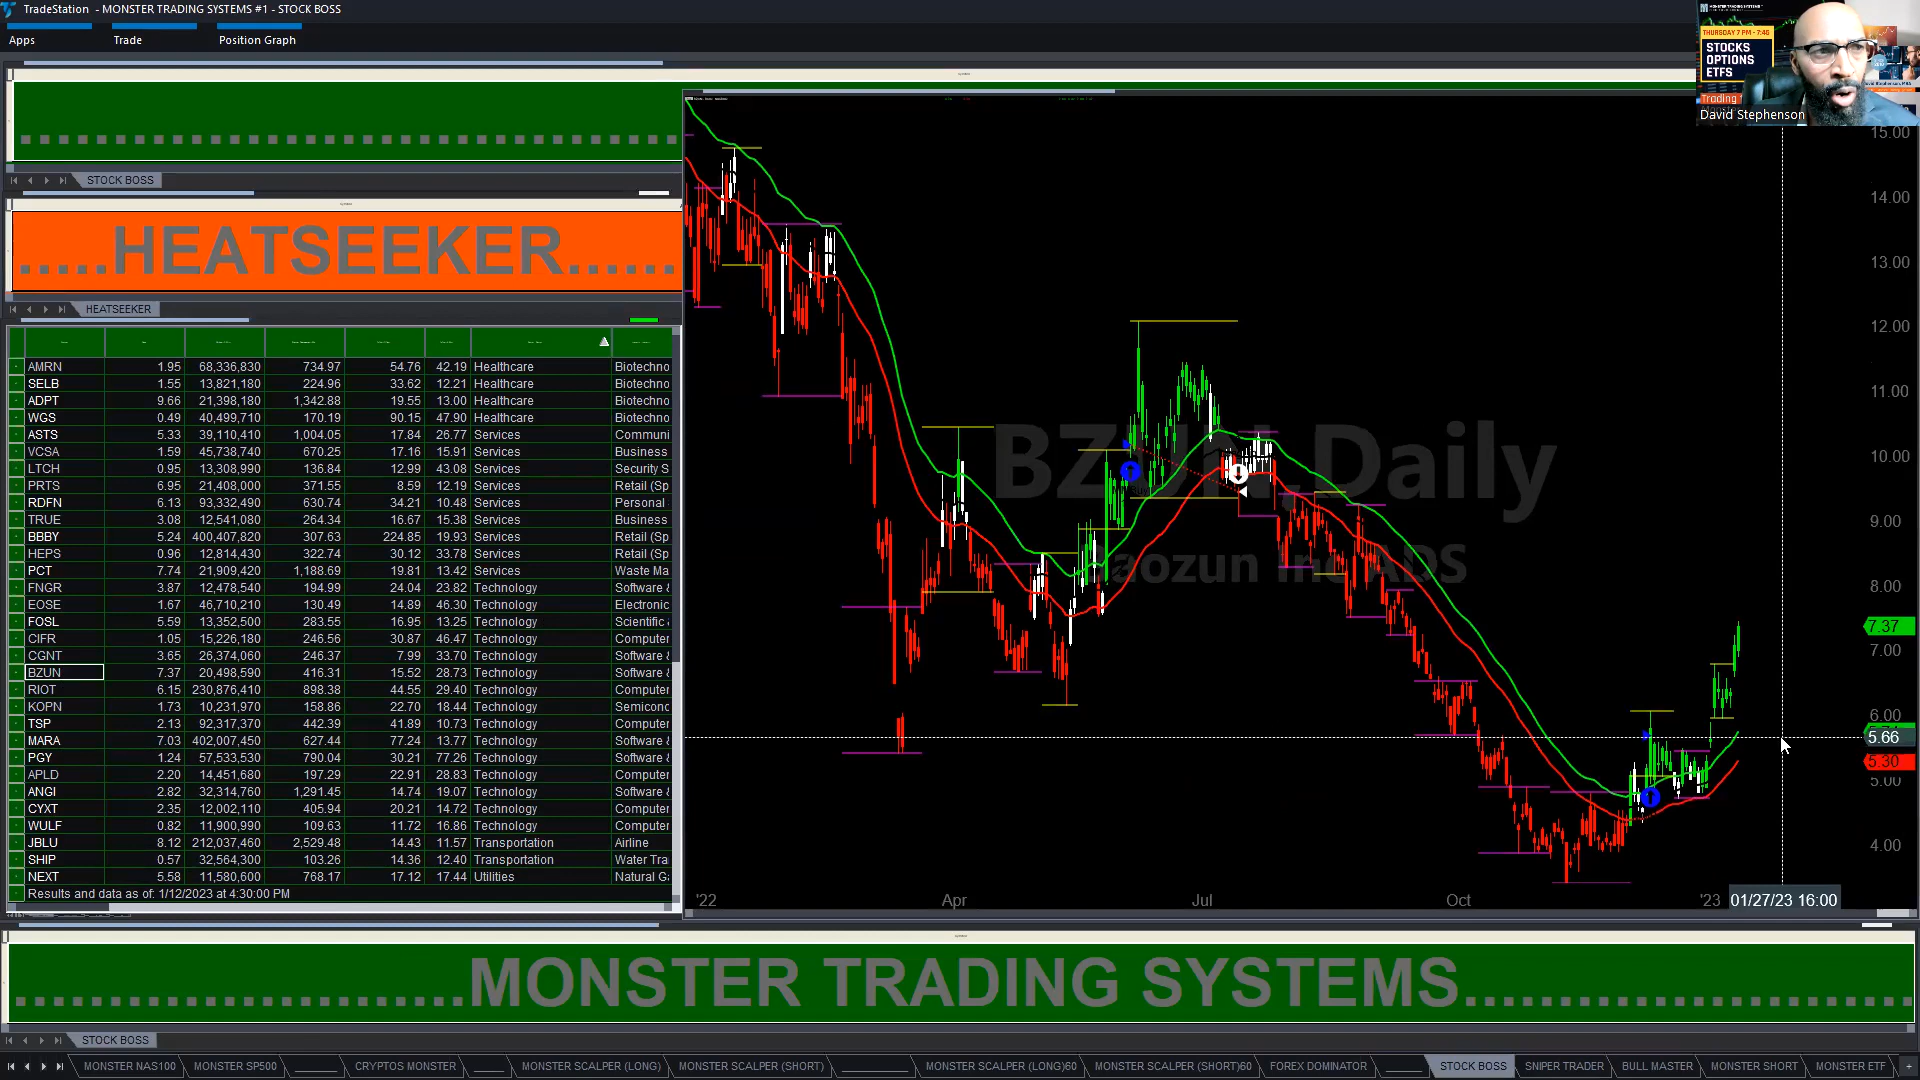 TradeStation - MONSTER TRADING SYSTEMS #1 - STOCK BOSS
Apps Trade Position Graph
THURSDAY 7 PM - 7:45
STOCKS
OPTIONS
ETFS
David Stephenson
STOCK BOSS
.....HEATSEEKER......
HEATSEEKER
AMRN 1.95 68,336,830 734.97 54.76 42.19 Healthcare Biotechno
SELB 1.55 13,821,180 224.96 33.62 12.21 Healthcare Biotechno
ADPT 9.66 21,398,180 1,342.88 19.55 13.00 Healthcare Biotechno
WGS 0.49 40,499,710 170.19 90.15 47.90 Healthcare Biotechno
ASTS 5.33 39,110,410 1,004.05 17.84 26.77 Services Communi
VCSA 1.59 45,738,740 670.25 17.16 15.91 Services Business
LTCH 0.95 13,308,990 136.84 12.99 43.08 Services Security S
PRTS 6.95 21,408,000 371.55 8.59 12.19 Services Retail (Sp
RDFN 6.13 93,332,490 630.74 34.21 10.48 Services Personal
TRUE 3.08 12,541,080 264.34 16.67 15.38 Services Business
BBBY 5.24 400,407,820 307.63 224.85 19.93 Services Retail (Sp
HEPS 0.96 12,814,430 322.74 30.12 33.78 Services Retail (Sp
PCT 7.74 21,909,420 1,188.69 19.81 13.42 Services Waste Ma
FNGR 3.87 12,478,540 194.99 24.04 23.82 Technology Software &
EOSE 1.67 46,710,210 130.49 14.89 46.30 Technology Electronic
FOSL 5.59 13,352,500 283.55 16.95 13.25 Technology Scientific &
CIFR 1.05 15,226,180 246.56 30.87 46.47 Technology Computer
CGNT 3.65 26,374,060 246.37 7.99 33.70 Technology Software &
BZUN 7.37 20,498,590 416.31 15.52 28.73 Technology Software &
RIOT 6.15 230,876,410 898.38 44.55 29.40 Technology Computer
KOPN 1.73 10,231,970 158.86 22.70 18.44 Technology Semicond
TSP 2.13 92,317,370 442.39 41.89 10.73 Technology Software &
MARA 7.03 402,007,450 627.44 77.24 13.77 Technology Software &
PGY 1.24 57,533,530 790.04 30.21 77.26 Technology Software &
APLD 2.20 14,451,680 197.29 22.91 28.83 Technology Computer
ANGI 2.82 32,314,760 1,291.45 14.74 19.07 Technology Software &
CYXT 2.35 12,002,110 405.94 20.21 14.72 Technology Computer
WULF 0.82 11,900,990 109.63 11.72 16.86 Technology Computer
JBLU 8.12 212,037,460 2,529.48 14.43 11.57 Transportation Airline
SHIP 0.57 32,564,300 103.26 14.36 12.40 Transportation Water Tra
NEXT 5.58 11,580,600 768.17 17.12 17.44 Utilities Natural Ga
Results and data as of: 1/12/2023 at 4:30:00 PM
BZUN,Daily
Baozun Inc ADS
15.00
14.00
13.00
12.00
11.00
10.00
9.00
8.00
7.37
7.00
6.00
5.66
5.30
5.00
4.00
'22 Apr Jul Oct '23 01/27/23 16:00
MONSTER TRADING SYSTEMS
STOCK BOSS
MONSTER NAS100 MONSTER SP500 CRYPTOS MONSTER MONSTER SCALPER (LONG) MONSTER SCALPER (SHORT) MONSTER SCALPER (LONG)60 MONSTER SCALPER (SHORT)60 FOREX DOMINATOR STOCK BOSS SNIPER TRADER BULL MASTER MONSTER SHORT MONSTER ETF